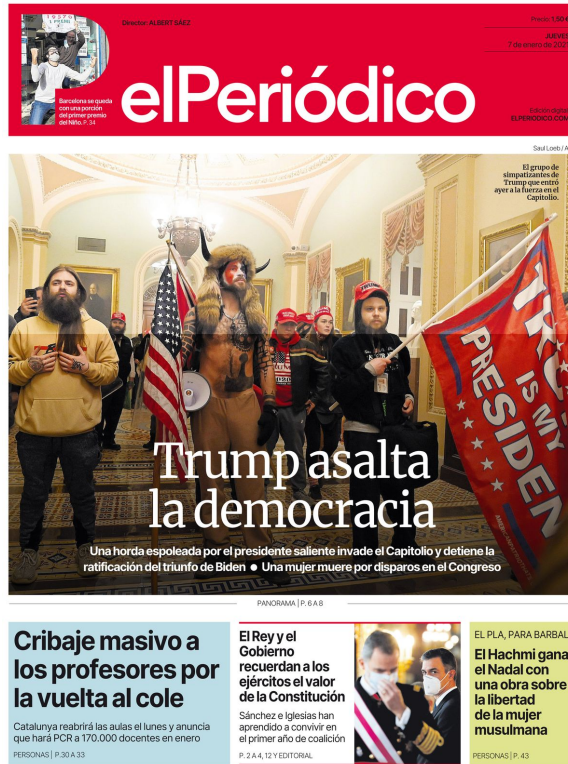 Director: ALBERT SÁEZ
Precio: 1,50 €
JUEVES
7 de enero de 2021
Barcelona se queda
con una porción
del primer premio
del Niño. P. 34
elPeriódico
Edición digital
ELPERIODICO.COM
Saul Loeb / A
El grupo de
simpatizantes de
Trump que entró
ayer a la fuerza en el
Capitolio.
IS MY
PRESIDEN
Trump asalta
la democracia
Una horda espoleada por el presidente saliente invade el Capitolio y detiene la
ratificación del triunfo de Biden ● Una mujer muere por disparos en el Congreso
PANORAMA | P. 6 A 8
Cribaje masivo a
los profesores por
la vuelta al cole
Catalunya reabrirá las aulas el lunes y anuncia
que hará PCR a 170.000 docentes en enero
PERSONAS | P. 30 A 33
El Rey y el
Gobierno
recuerdan a los
ejércitos el valor
de la Constitución
Sánchez e Iglesias han
aprendido a convivir en
el primer año de coalición
P. 2 A 4, 12 Y EDITORIAL
EL PLA, PARA BARBAL
El Hachmi gana
el Nadal con
una obra sobre
la libertad
de la mujer
musulmana
PERSONAS | P. 43